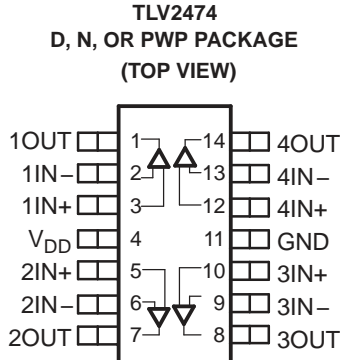 TLV2474
D, N, OR PWP PACKAGE
(TOP VIEW)
1OUT 1 14 4OUT
1IN− 2 13 4IN−
1IN+ 3 12 4IN+
VDD 4 11 GND
2IN+ 5 10 3IN+
2IN− 6 9 3IN−
2OUT 7 8 3OUT